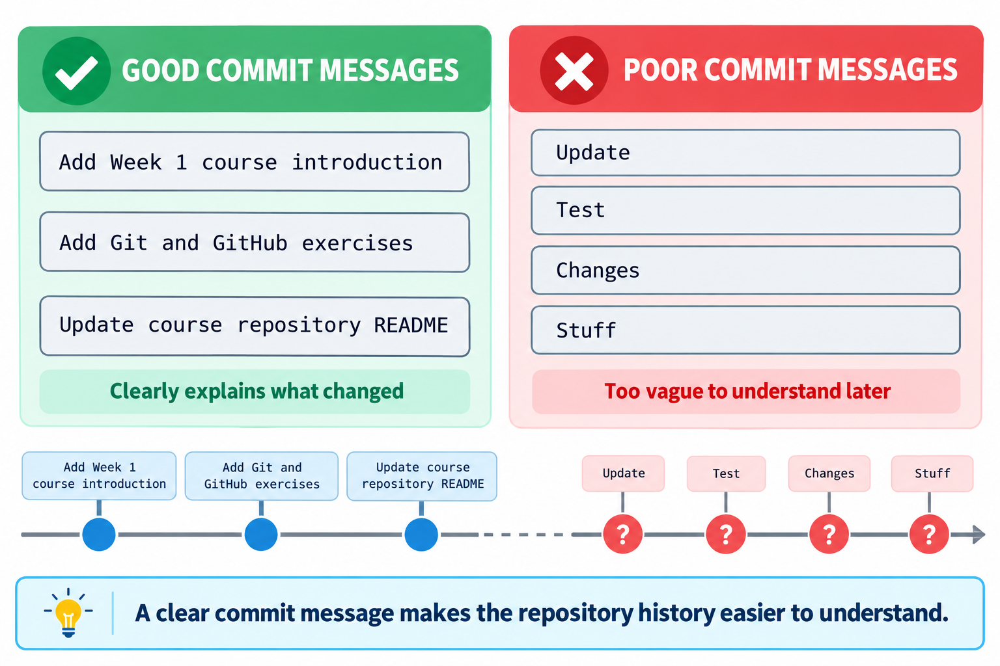 GOOD COMMIT MESSAGES
Add Week 1 course introduction
Add Git and GitHub exercises
Update course repository README
Clearly explains what changed
POOR COMMIT MESSAGES
Update
Test
Changes
Stuff
Too vague to understand later
Add Week 1
course introduction
Add Git and
GitHub exercises
Update course
repository README
Update
Test
Changes
Stuff
?
?
?
?
A clear commit message makes the repository history easier to understand.